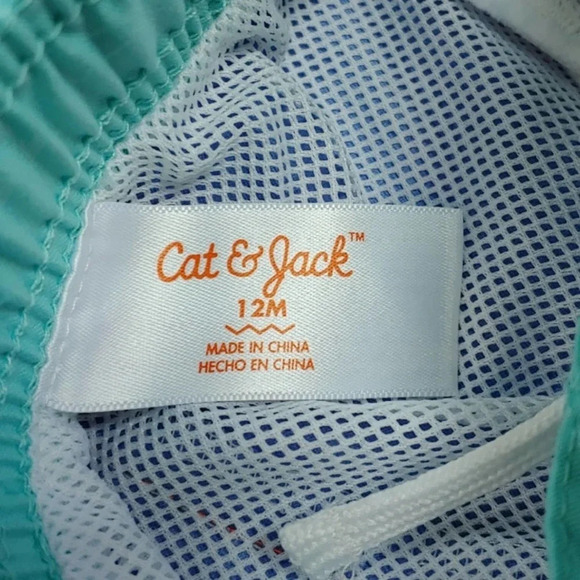 Cat & Jack™
12M
MADE IN CHINA
HECHO EN CHINA